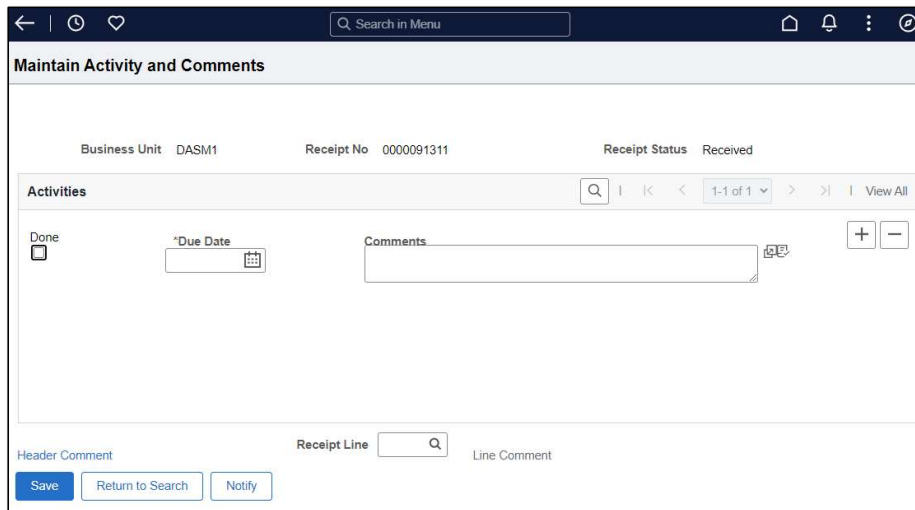 Search in Menu
Maintain Activity and Comments
Business Unit DASM1 Receipt No 0000091311 Receipt Status Received
Activities 1-1 of 1 View All
Done *Due Date Comments
Receipt Line
Header Comment Line Comment
Save Return to Search Notify